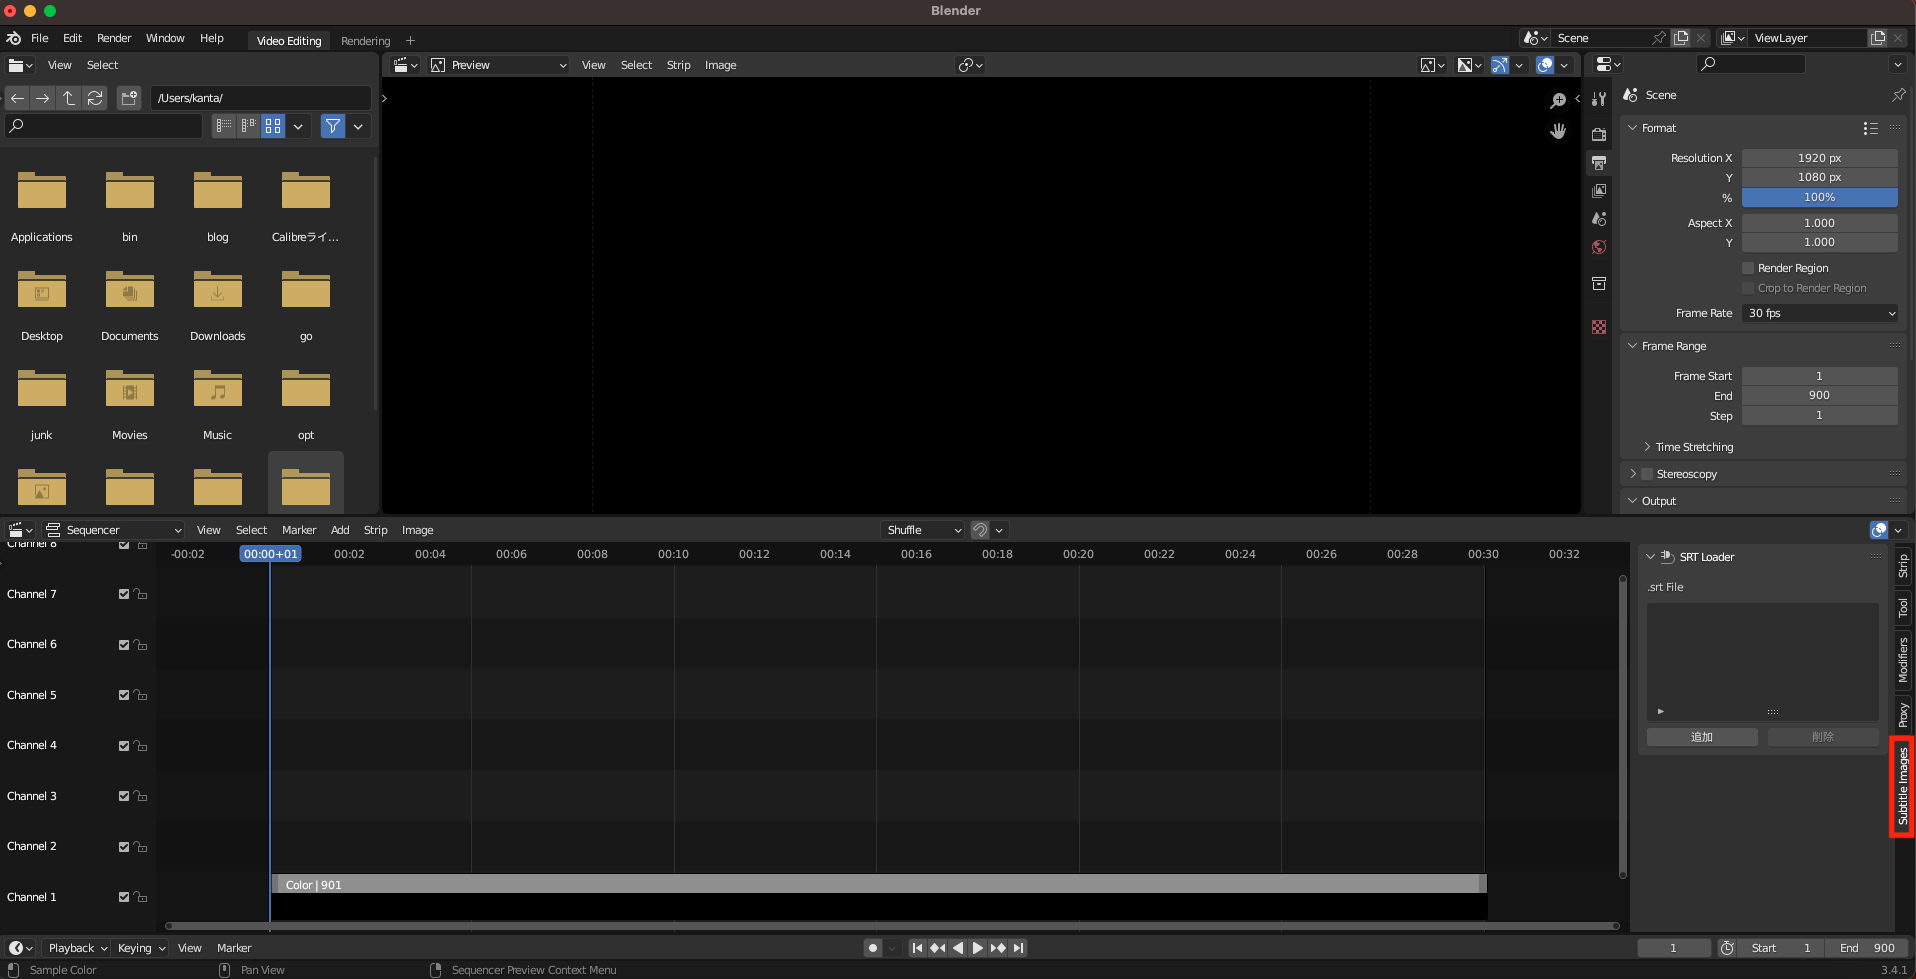 Blender
File Edit Render Window Help Video Editing Rendering + Scene ViewLayer
View Select
Preview View Select Strip Image
/Users/kanta/
Scene
Format
Resolution X 1920 px
Y 1080 px
% 100%
Aspect X 1.000
Y 1.000
Render Region
Crop to Render Region
Frame Rate 30 fps
Frame Range
Frame Start 1
End 900
Step 1
Time Stretching
Stereoscopy
Output
Applications bin blog Calibreライ...
Desktop Documents Downloads go
junk Movies Music opt
Sequencer View Select Marker Add Strip Image Shuffle
Channel 8
-00:02 00:00+01 00:02 00:04 00:06 00:08 00:10 00:12 00:14 00:16 00:18 00:20 00:22 00:24 00:26 00:28 00:30 00:32
Channel 7
Channel 6
Channel 5
Channel 4
Channel 3
Channel 2
Channel 1
Color | 901
SRT Loader
.srt File
追加 削除
Strip
Tool
Modifiers
Proxy
Subtitle Images
Playback Keying View Marker 1 Start 1 End 900
Sample Color Pan View Sequencer Preview Context Menu 3.4.1